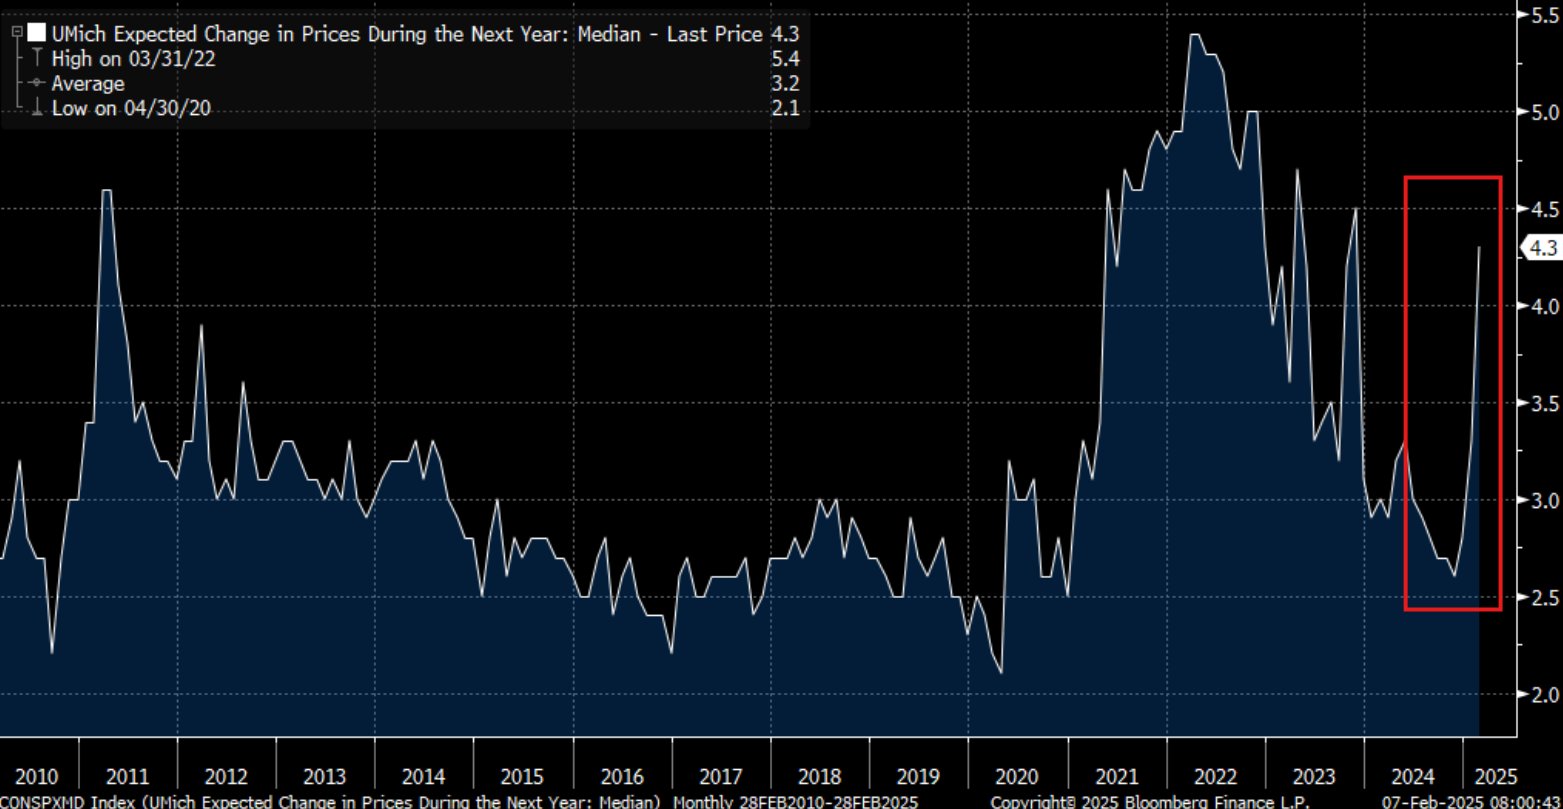 UMich Expected Change in Prices During the Next Year: Median - Last Price 4.3
High on 03/31/22 5.4
Average 3.2
Low on 04/30/20 2.1
5.5
5.0
4.5
4.3
4.0
3.5
3.0
2.5
2.0
2010 2011 2012 2013 2014 2015 2016 2017 2018 2019 2020 2021 2022 2023 2024 2025
CONSPXMD Index (UMich Expected Change in Prices During the Next Year: Median) Monthly 28FEB2010-28FEB2025 Copyright© 2025 Bloomberg Finance L.P. 07-Feb-2025 08:00:43